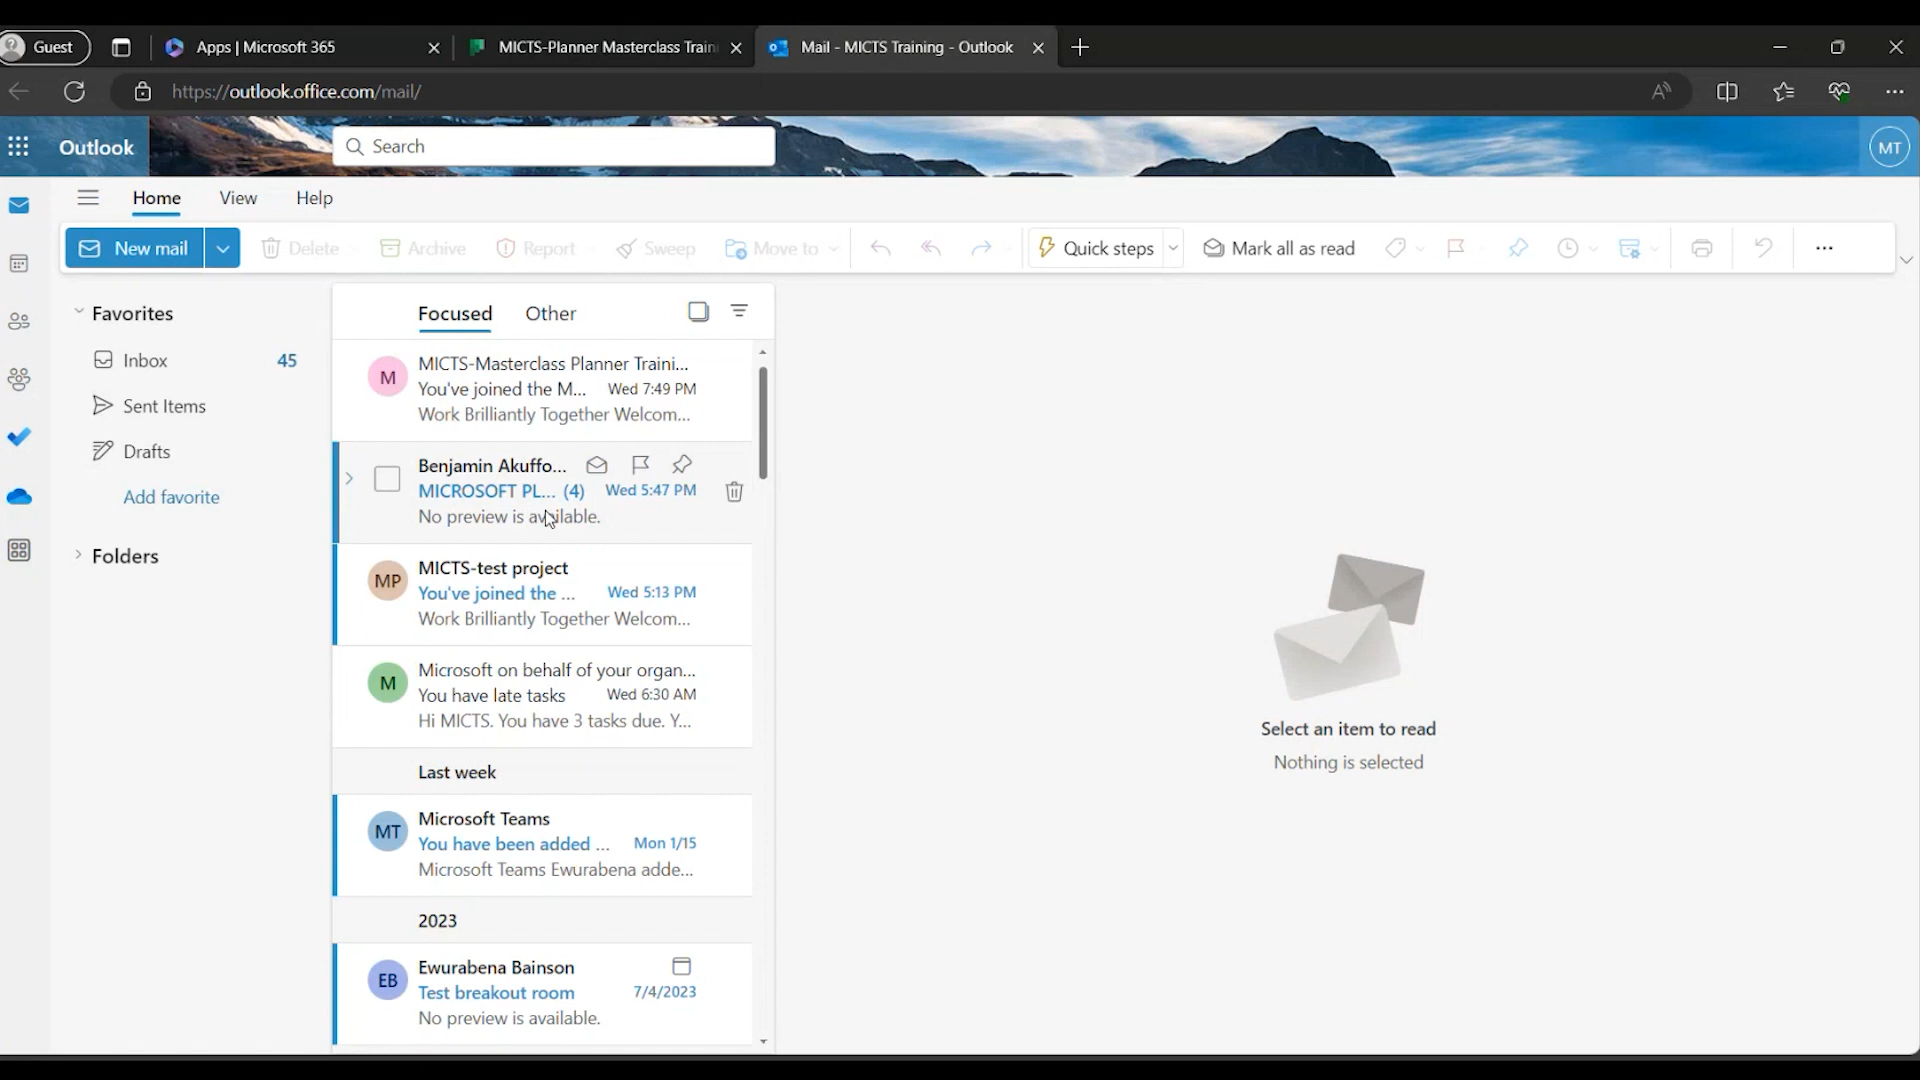 Guest
Apps | Microsoft 365
MICTS-Planner Masterclass Train
Mail - MICTS Training - Outlook
https://outlook.office.com/mail/
Outlook
Search
MT
Home
View
Help
New mail
Delete
Archive
Report
Sweep
Move to
Quick steps
Mark all as read
Favorites
Inbox
45
Sent Items
Drafts
Add favorite
Folders
Focused
Other
M
MICTS-Masterclass Planner Traini...
You've joined the M...
Wed 7:49 PM
Work Brilliantly Together Welcom...
Benjamin Akuffo...
MICROSOFT PL... (4)
Wed 5:47 PM
No preview is available.
MP
MICTS-test project
You've joined the ...
Wed 5:13 PM
Work Brilliantly Together Welcom...
M
Microsoft on behalf of your organ...
You have late tasks
Wed 6:30 AM
Hi MICTS. You have 3 tasks due. Y...
Last week
MT
Microsoft Teams
You have been added ...
Mon 1/15
Microsoft Teams Ewurabena adde...
2023
EB
Ewurabena Bainson
Test breakout room
7/4/2023
No preview is available.
Select an item to read
Nothing is selected